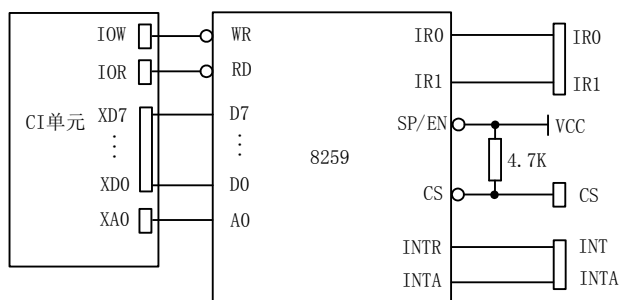 IOW
WR
IR0
IR0
IOR
RD
IR1
IR1
XD7
D7
SP/EN
VCC
CI单元
8259
4.7K
XD0
D0
CS
CS
XA0
A0
INTR
INT
INTA
INTA